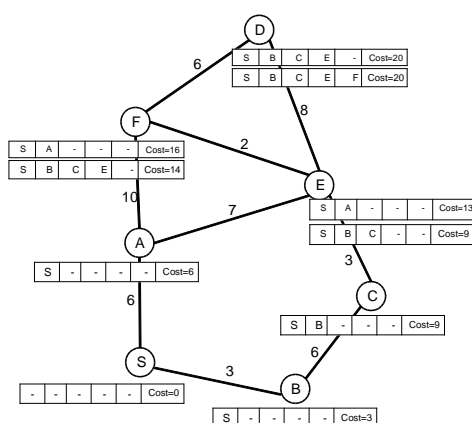 D
6
S B C E - Cost=20
S B C E F Cost=20
8
F
2
S A - - - Cost=16
S B C E - Cost=14
10
E
7
S A - - - Cost=13
S B C - - Cost=9
A
3
S - - - - Cost=6
C
6
S B - - - Cost=9
6
S
3
B
- - - - - Cost=0
S - - - - Cost=3